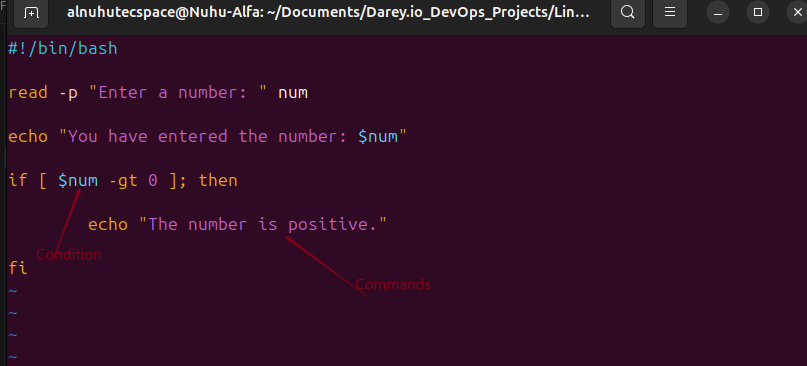 alnuhutecspace@Nuhu-Alfa: ~/Documents/Darey.io_DevOps_Projects/Lin...
#!/bin/bash
read -p "Enter a number: " num
echo "You have entered the number: $num"
if [ $num -gt 0 ]; then
echo "The number is positive."
Condition
fi
Commands
~
~
~
~